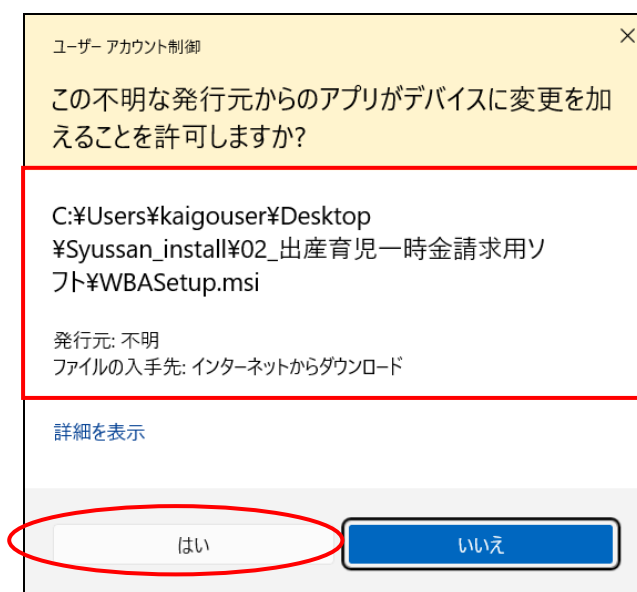 ユーザー アカウント制御
この不明な発行元からのアプリがデバイスに変更を加
えることを許可しますか?
C:¥Users¥kaigouser¥Desktop
¥Syussan_install¥02_出産育児一時金請求用ソ
フト¥WBASetup.msi
発行元: 不明
ファイルの入手先: インターネットからダウンロード
詳細を表示
はい
いいえ